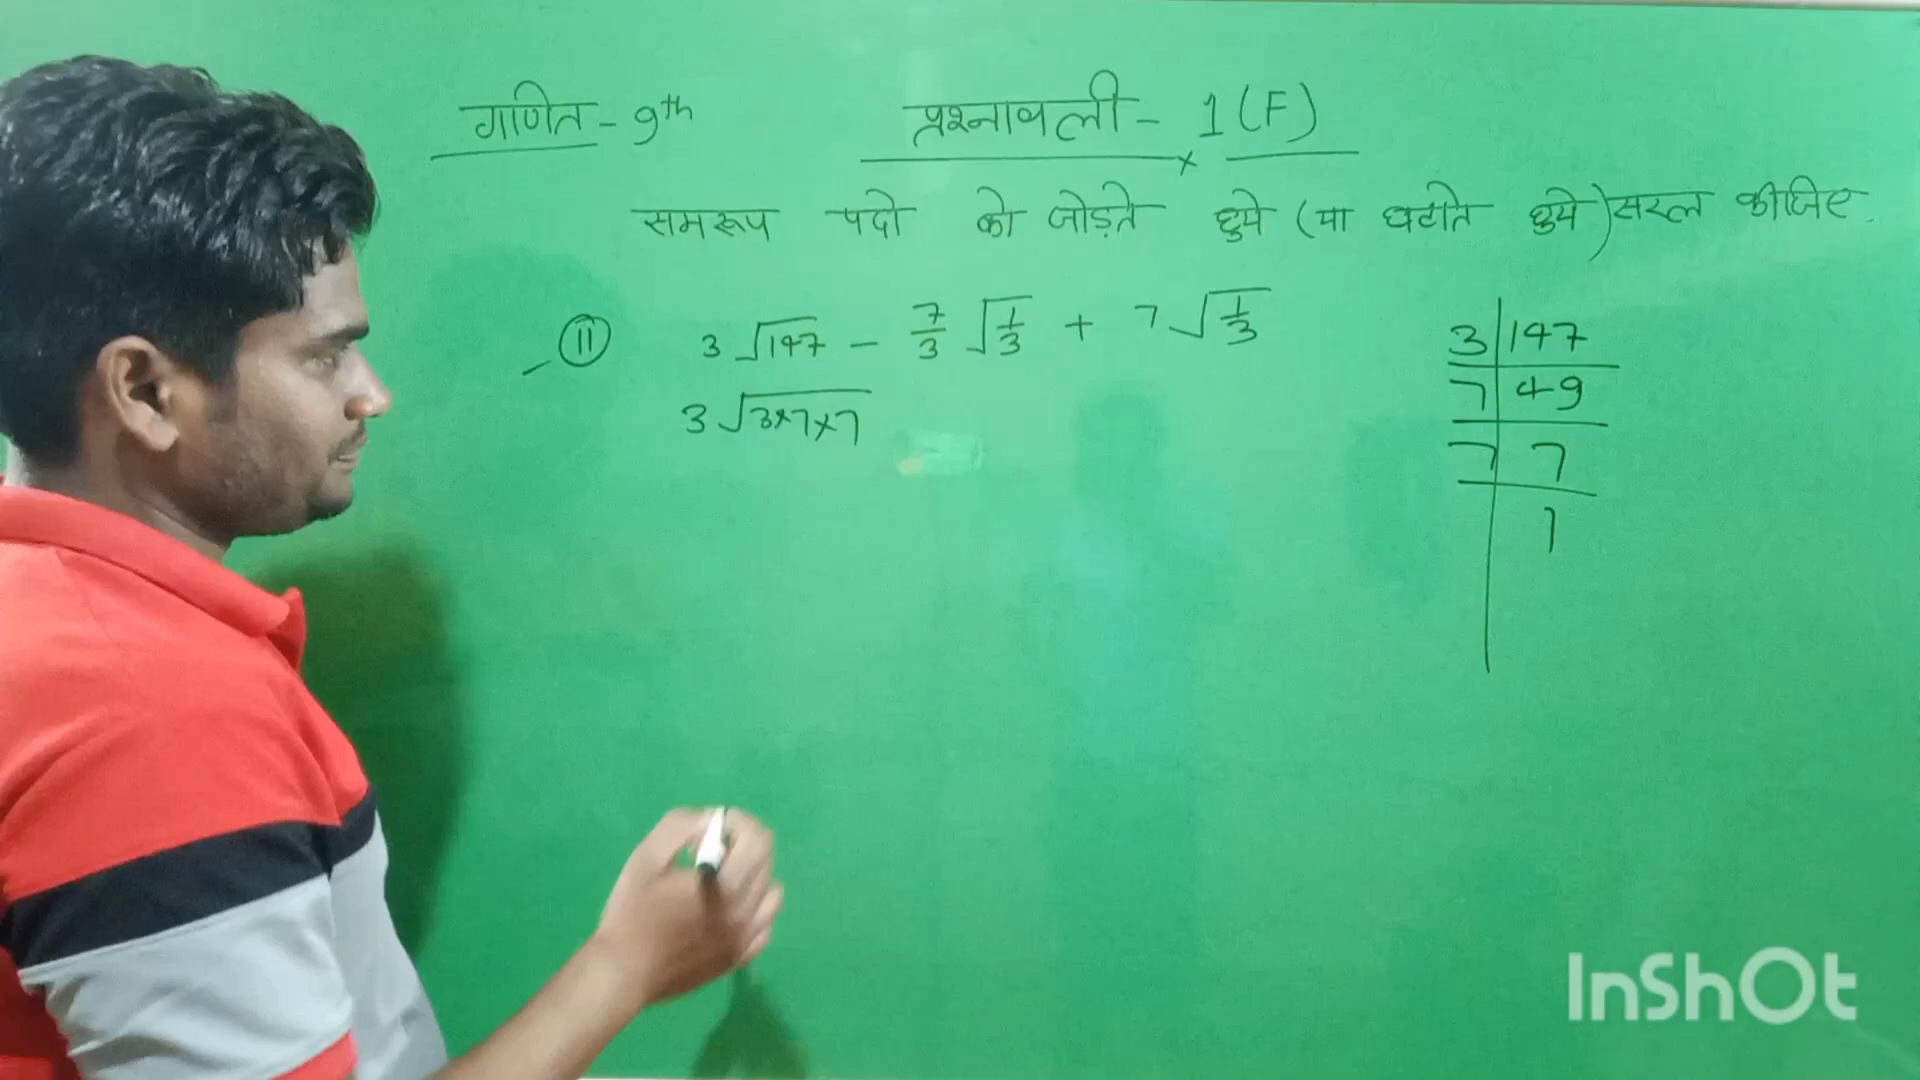 गणित - 9th
प्रश्नावली - 1 (F)
समरूप पदो को जोड़ते हुये (या घटाते हुये) सरल कीजिए.
(11) 3√147 - 7/3 √1/3 + 7√1/3
3√3×7×7
3 | 147
7 | 49
7 | 7
1
InShOt